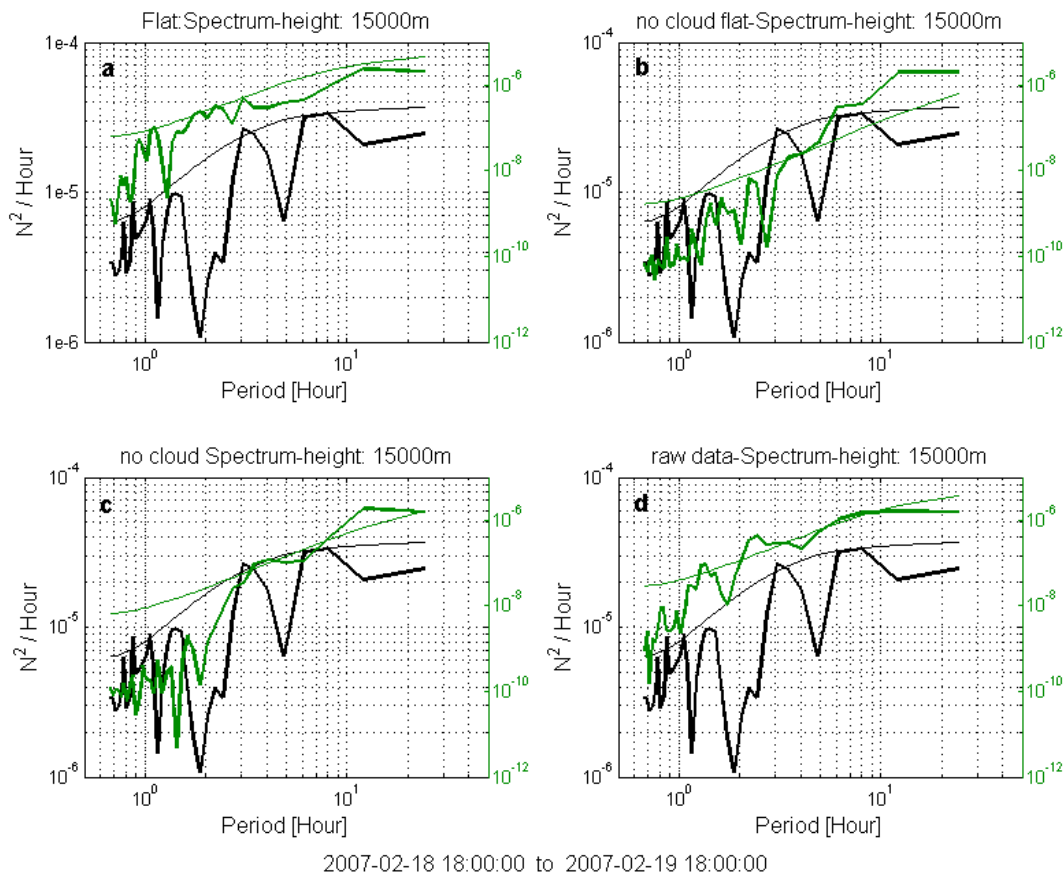 Flat:Spectrum-height: 15000m
a
1e-4
1e-5
1e-6
N² / Hour
10⁻⁶
10⁻⁸
10⁻¹⁰
10⁻¹²
10⁰
10¹
Period [Hour]
no cloud flat-Spectrum-height: 15000m
b
10⁻⁴
10⁻⁵
10⁻⁶
N² / Hour
10⁻⁶
10⁻⁸
10⁻¹⁰
10⁻¹²
10⁰
10¹
Period [Hour]
no cloud Spectrum-height: 15000m
c
10⁻⁴
10⁻⁵
10⁻⁶
N² / Hour
10⁻⁶
10⁻⁸
10⁻¹⁰
10⁻¹²
10⁰
10¹
Period [Hour]
raw data-Spectrum-height: 15000m
d
10⁻⁴
10⁻⁵
10⁻⁶
N² / Hour
10⁻⁶
10⁻⁸
10⁻¹⁰
10⁻¹²
10⁰
10¹
Period [Hour]
2007-02-18 18:00:00 to 2007-02-19 18:00:00